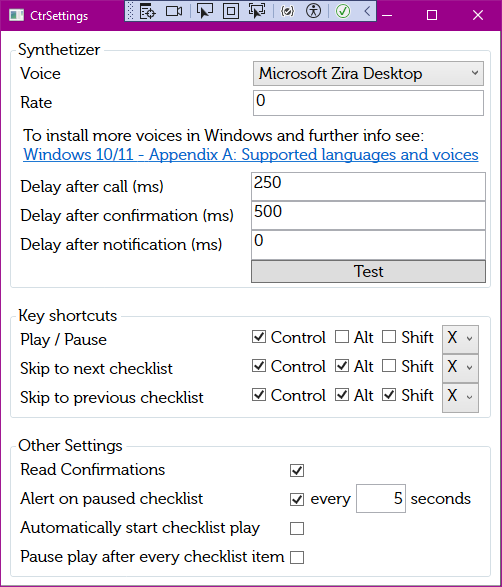 CtrSettings
Synthetizer
Voice Microsoft Zira Desktop
Rate 0
To install more voices in Windows and further info see:
Windows 10/11 - Appendix A: Supported languages and voices
Delay after call (ms) 250
Delay after confirmation (ms) 500
Delay after notification (ms) 0
Test
Key shortcuts
Play / Pause Control Alt Shift X
Skip to next checklist Control Alt Shift X
Skip to previous checklist Control Alt Shift X
Other Settings
Read Confirmations
Alert on paused checklist every 5 seconds
Automatically start checklist play
Pause play after every checklist item